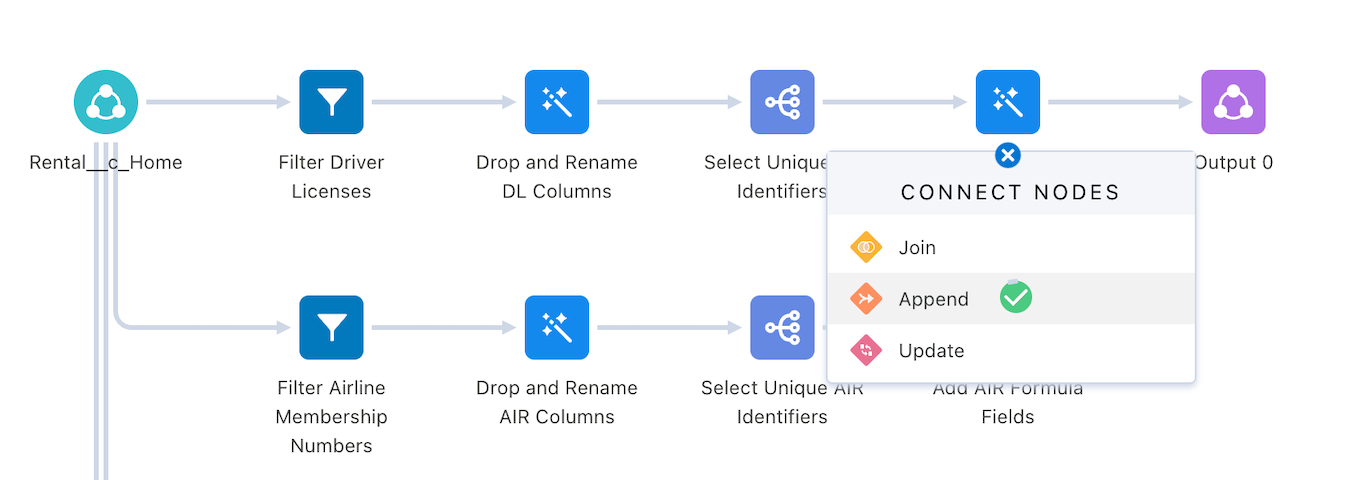 Rental__c_Home
Filter Driver
Licenses
Drop and Rename
DL Columns
Select Unique
Identifiers
Output 0
CONNECT NODES
Join
Append
Update
Filter Airline
Membership
Numbers
Drop and Rename
AIR Columns
Select Unique AIR
Identifiers
Add AIR Formula
Fields